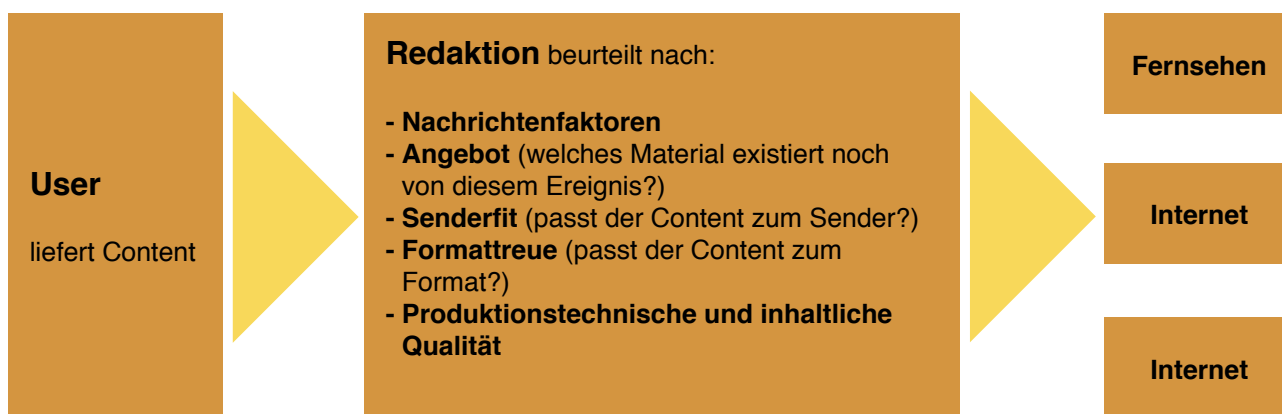 User
liefert Content
Redaktion beurteilt nach:
- Nachrichtenfaktoren
- Angebot (welches Material existiert noch
von diesem Ereignis?)
- Senderfit (passt der Content zum Sender?)
- Formattreue (passt der Content zum
Format?)
- Produktionstechnische und inhaltliche
Qualität
Fernsehen
Internet
Internet